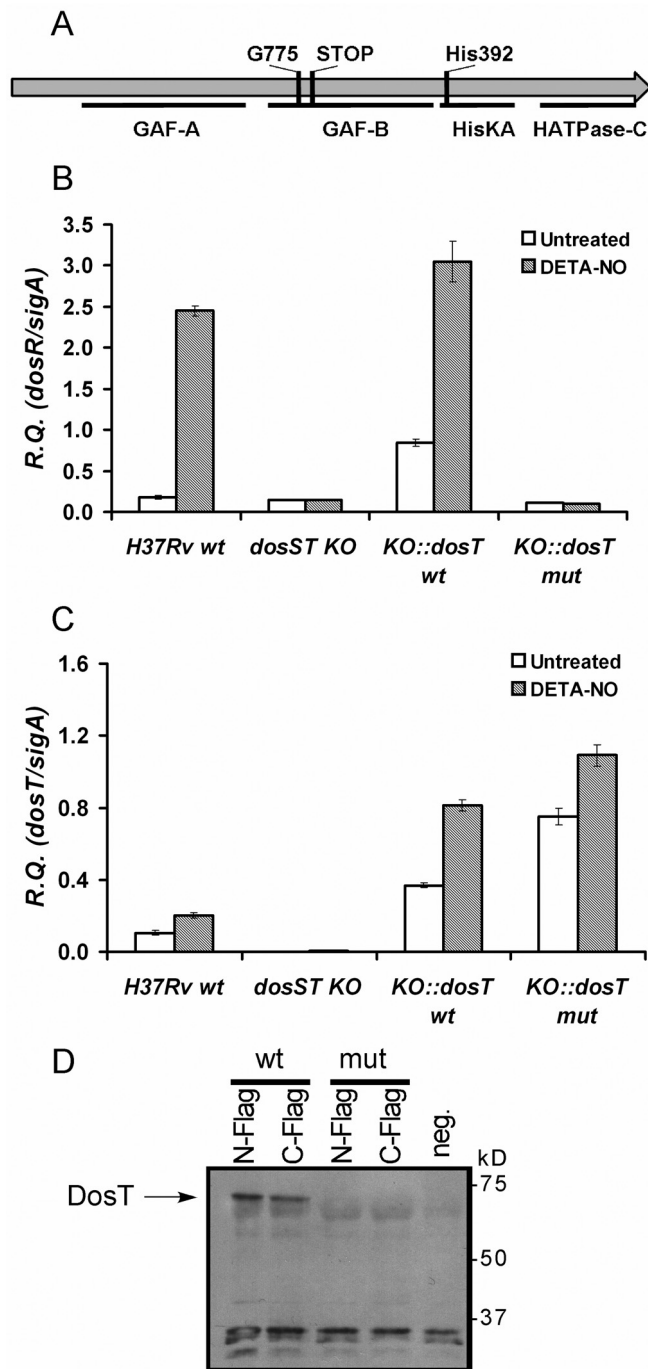 A
G775 STOP His392
GAF-A GAF-B HisKA HATPase-C
B
R.Q. (dosR/sigA)
3.5
3.0
2.5
2.0
1.5
1.0
0.5
0.0
Untreated
DETA-NO
H37Rv wt dosST KO KO::dosT wt KO::dosT mut
C
R.Q. (dosT/sigA)
1.6
1.2
0.8
0.4
0.0
Untreated
DETA-NO
H37Rv wt dosST KO KO::dosT wt KO::dosT mut
D
wt mut
N-Flag C-Flag N-Flag C-Flag neg.
kD
DosT
-75
-50
-37